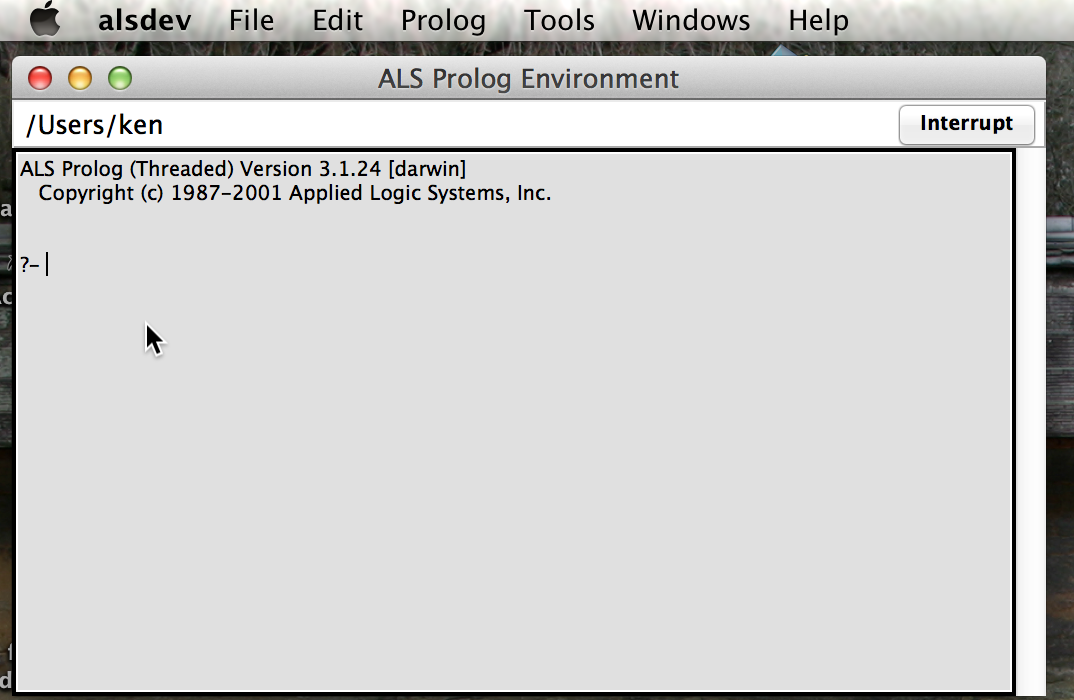 alsdev File Edit Prolog Tools Windows Help
ALS Prolog Environment
/Users/ken Interrupt
ALS Prolog (Threaded) Version 3.1.24 [darwin]
Copyright (c) 1987-2001 Applied Logic Systems, Inc.
?-